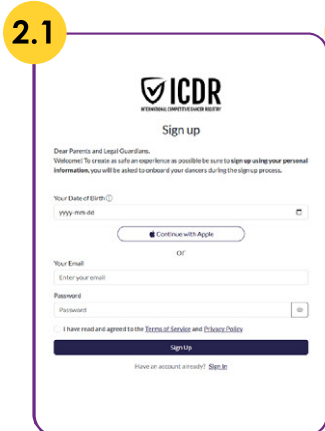 2.1
ICDR
INTERNATIONAL COMPETITIVE DANCER REGISTRY
Sign up
Dear Parents and Legal Guardians.
Welcome! To create as safe an experience as possible be sure to sign up using your personal
information, you will be asked to onboard your dancers during the sign up process.
Your Date of Birth
yyyy-mm-dd
Continue with Apple
or
Your Email
Enter your email
Password
Password
I have read and agreed to the Terms of Service and Privacy Policy
Sign Up
Have an account already? Sign in